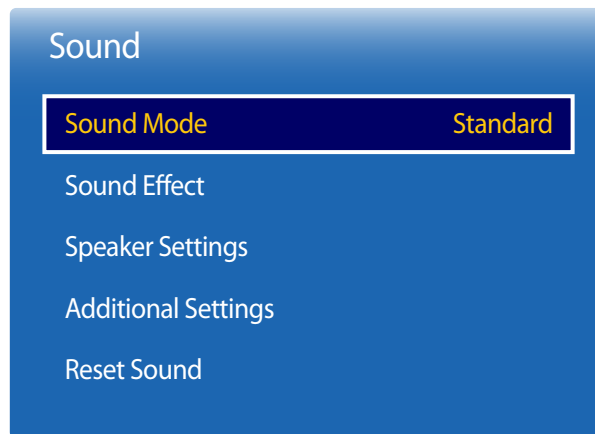 Sound
Sound Mode Standard
Sound Effect
Speaker Settings
Additional Settings
Reset Sound